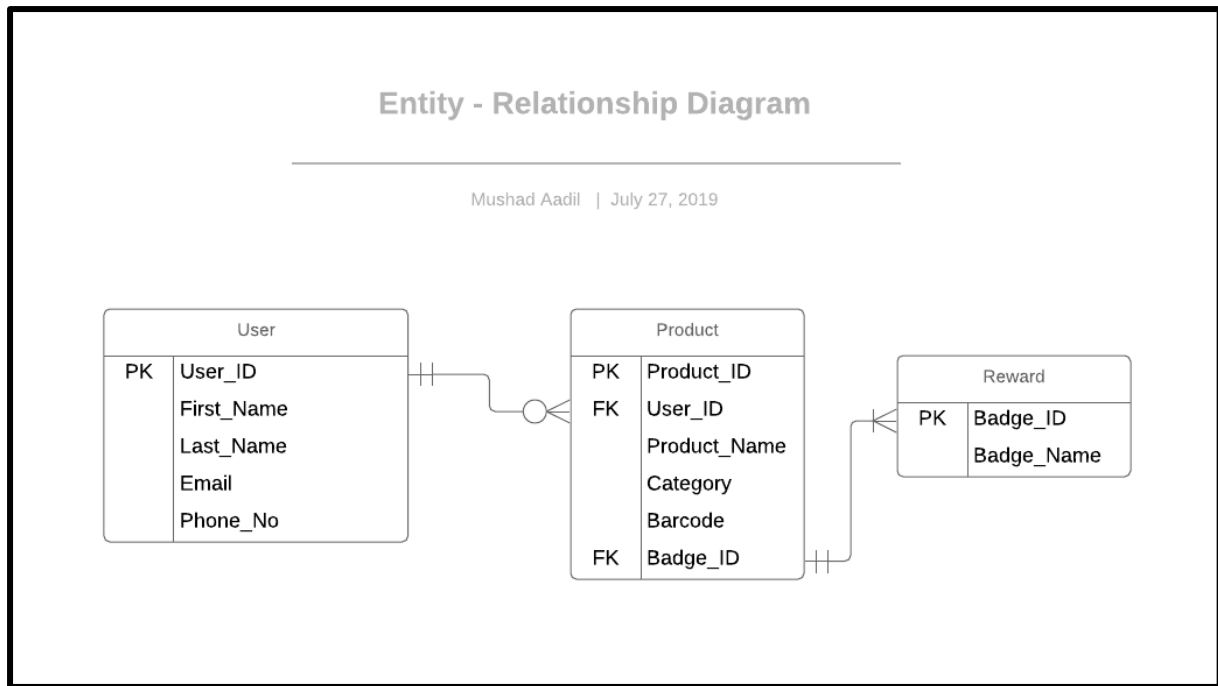 Entity - Relationship Diagram
Mushad Aadil | July 27, 2019
User
PK User_ID
First_Name
Last_Name
Email
Phone_No
Product
PK Product_ID
FK User_ID
Product_Name
Category
Barcode
FK Badge_ID
Reward
PK Badge_ID
Badge_Name